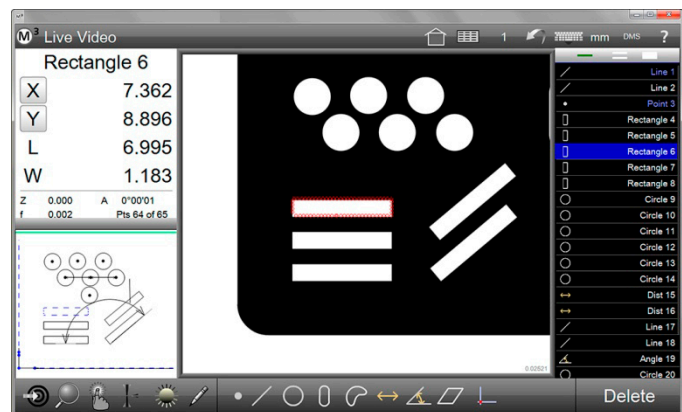 M³ Live Video
1
mm
DMS
?
Rectangle 6
X 7.362
Y 8.896
L 6.995
W 1.183
Z 0.000 A 0°00'01
f 0.002 Pts 64 of 65
0.02521
Line 1
Line 2
Point 3
Rectangle 4
Rectangle 5
Rectangle 6
Rectangle 7
Rectangle 8
Circle 9
Circle 10
Circle 11
Circle 12
Circle 13
Circle 14
Dist 15
Dist 16
Line 17
Line 18
Angle 19
Circle 20
Delete